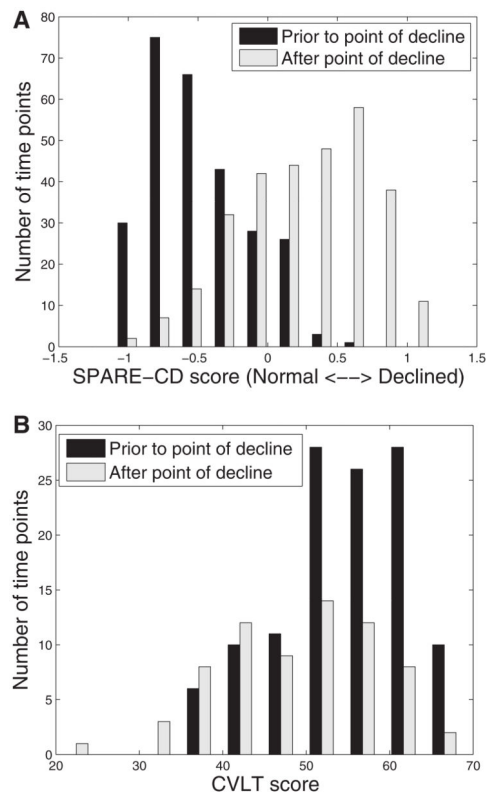 A
80
70
60
50
40
30
20
10
0
Number of time points
Prior to point of decline
After point of decline
−1.5 −1 −0.5 0 0.5 1 1.5
SPARE−CD score (Normal <−−> Declined)
B
30
25
20
15
10
5
0
Number of time points
Prior to point of decline
After point of decline
20 30 40 50 60 70
CVLT score